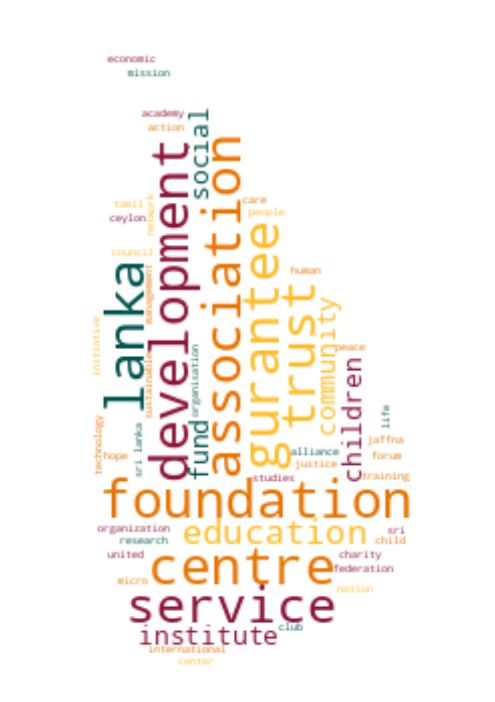 economic
mission
academy
action
social
development
association
care
people
tamil
ceylon
network
council
gurantee
lanka
management
human
trust
community
initiative
sustainable
organisation
peace
children
fund
life
technology
hope
sri lanka
alliance
justice
jaffna
forum
studies
training
foundation
organization
education
sri
research
child
united
centre
charity
federation
micro
nation
service
institute
club
international
center